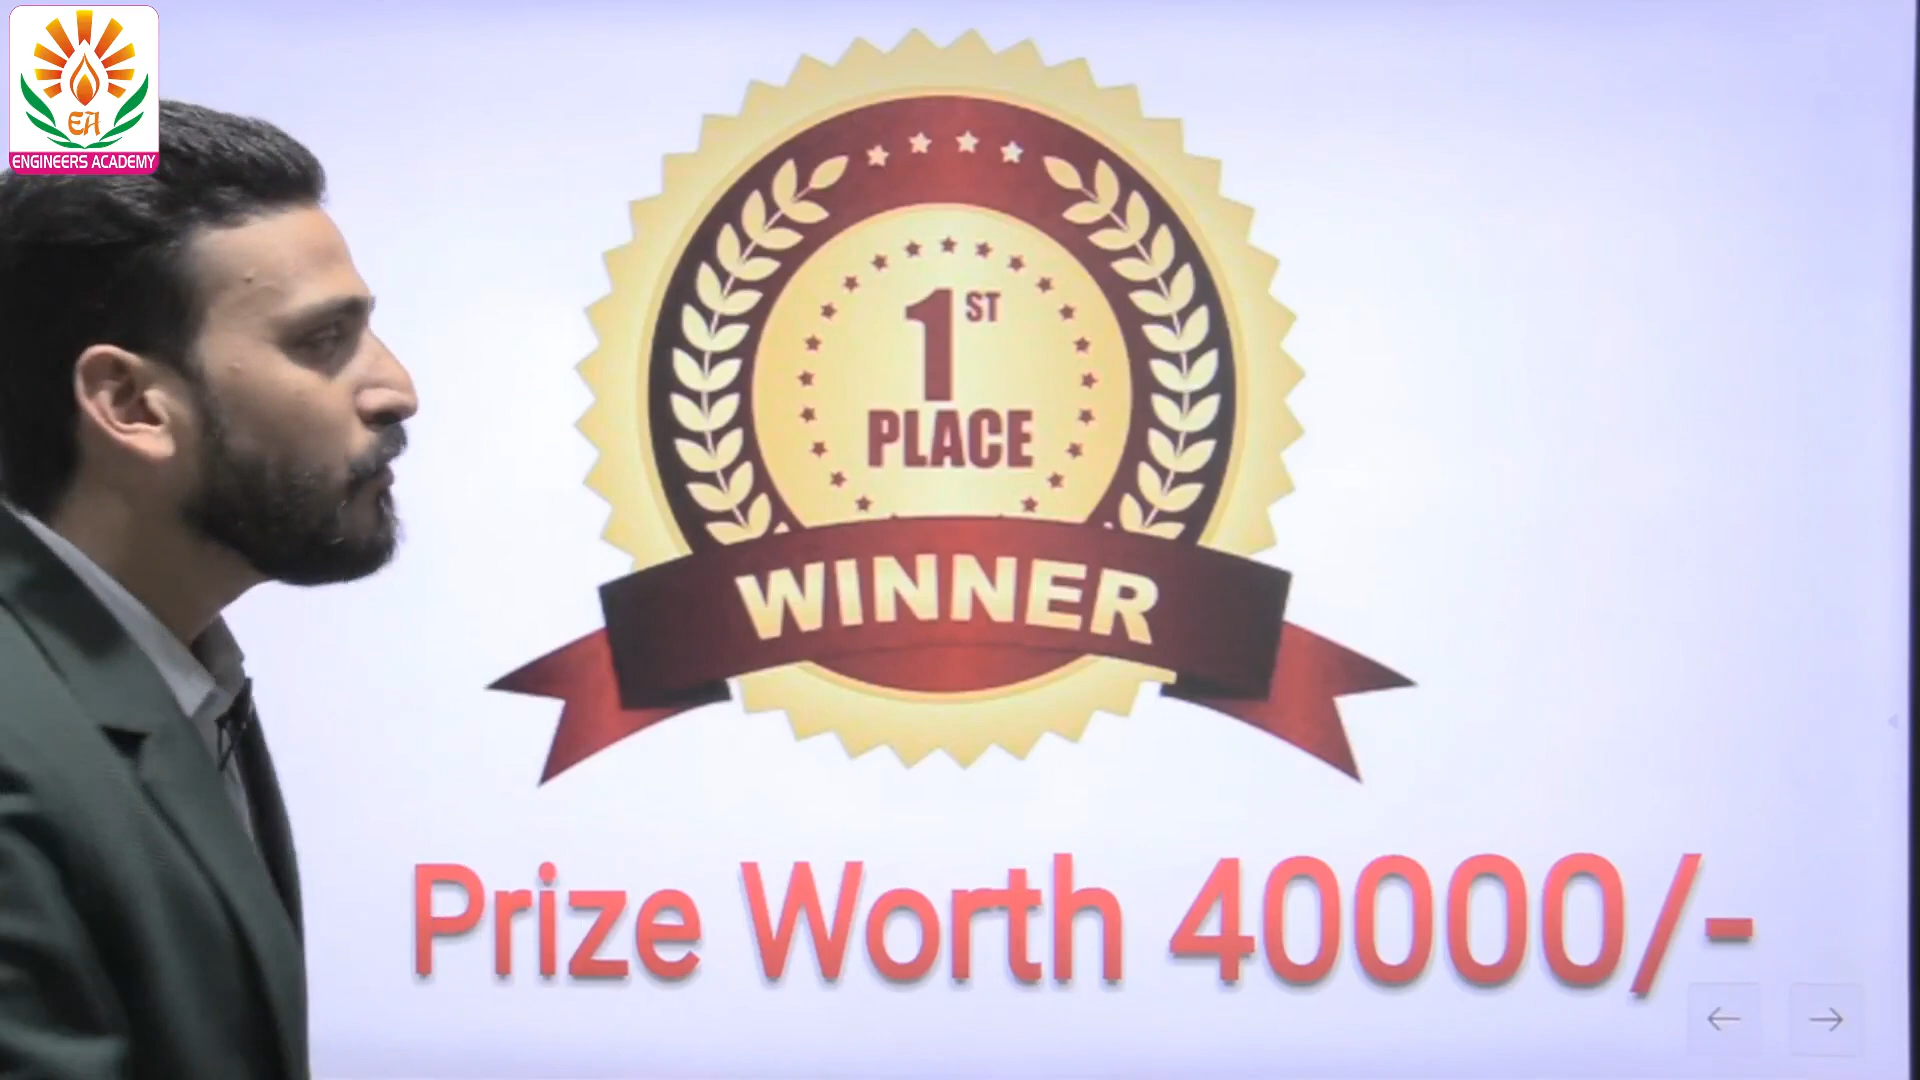 EA
ENGINEERS ACADEMY
1ST
PLACE
WINNER
Prize Worth 40000/-